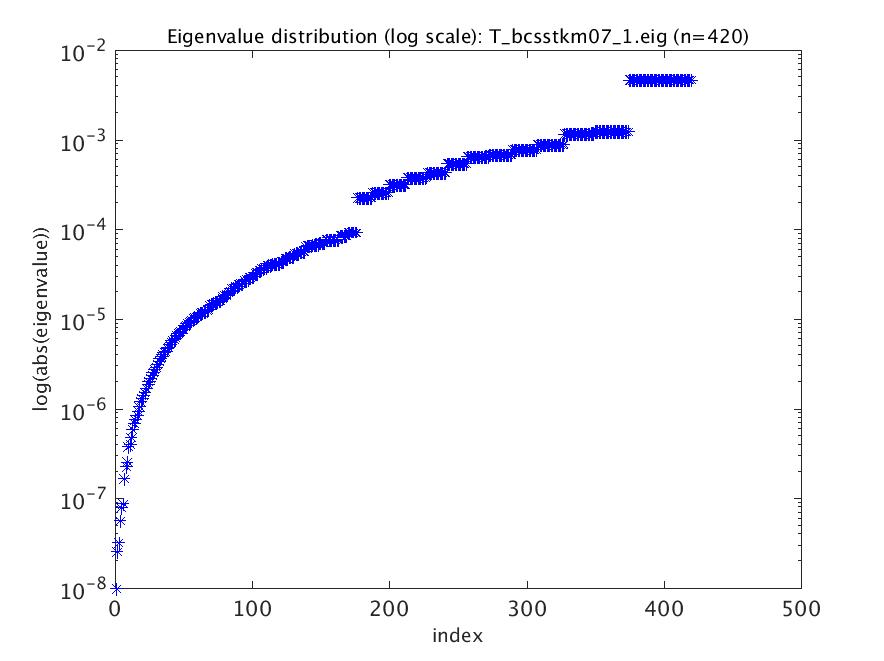 Eigenvalue distribution (log scale): T_bcsstkm07_1.eig (n=420)
log(abs(eigenvalue))
10^-2
10^-3
10^-4
10^-5
10^-6
10^-7
10^-8
0 100 200 300 400 500
index